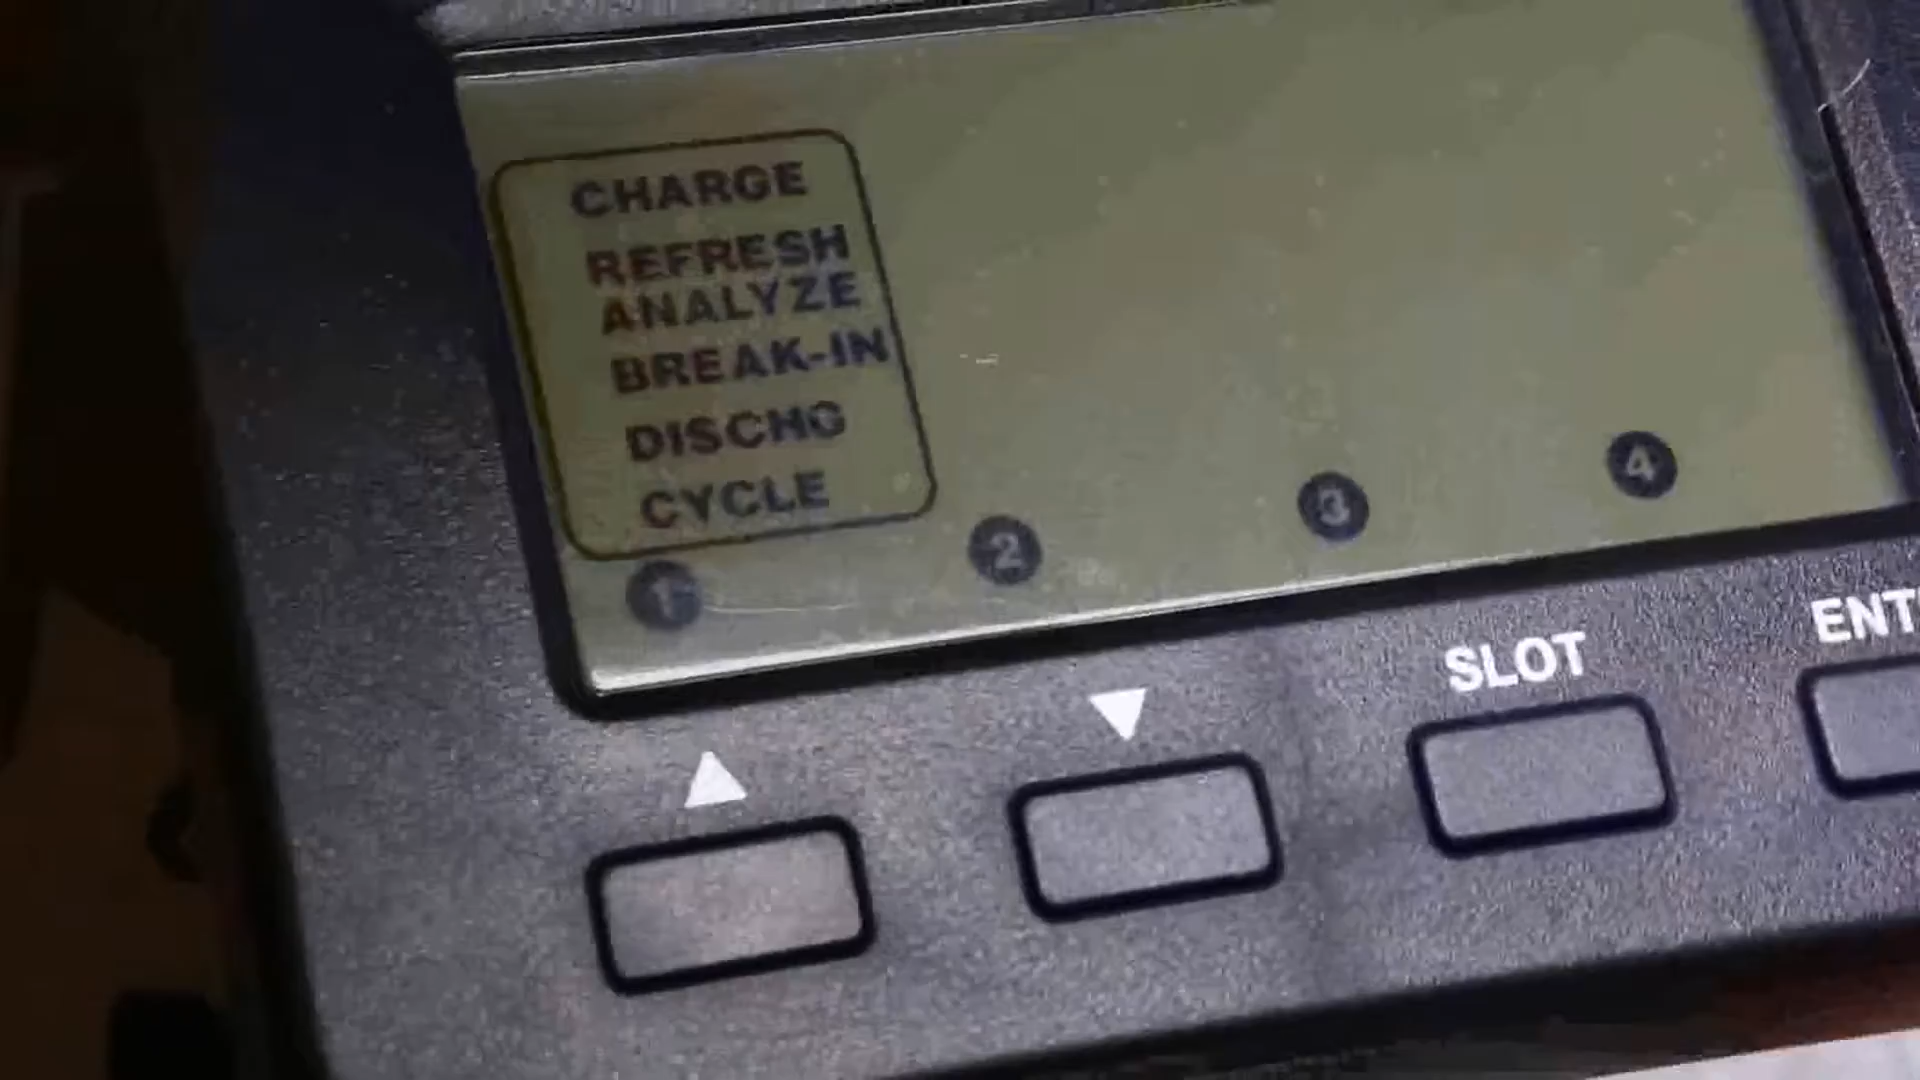 CHARGE
REFRESH
ANALYZE
BREAK-IN
DISCHG
CYCLE
1 2 3 4
▲ ▼ SLOT ENT